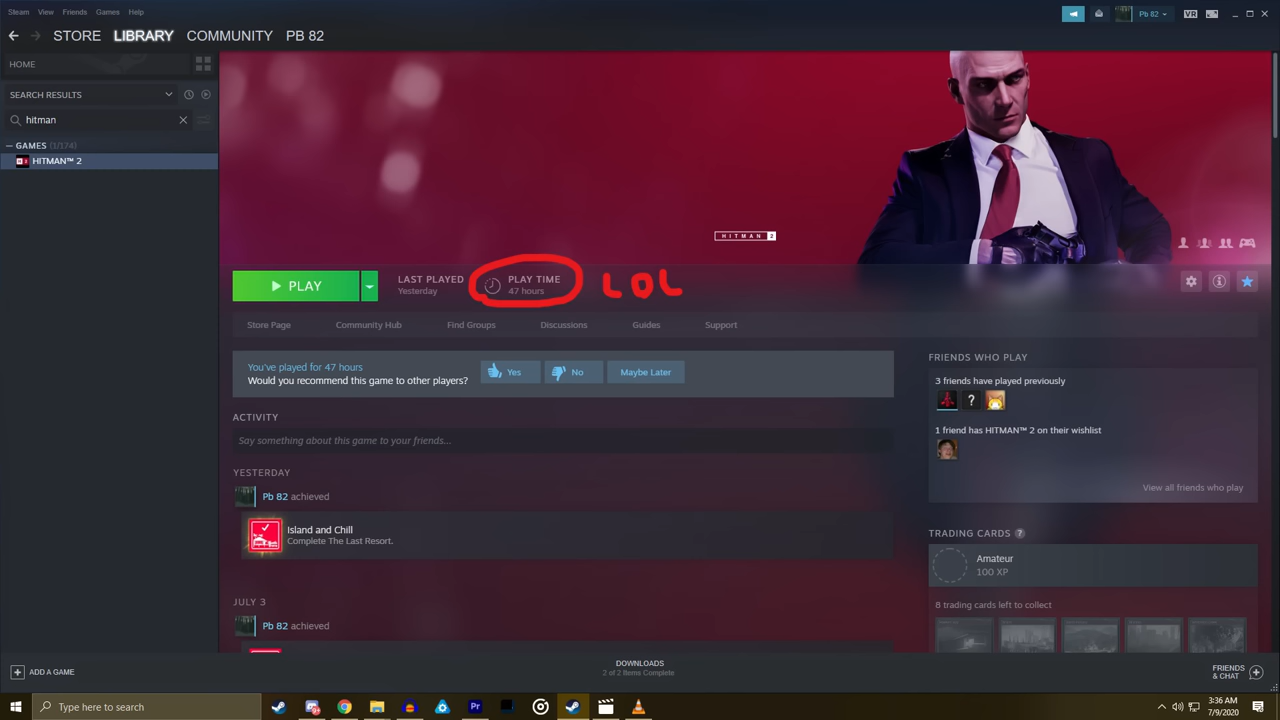 Steam View Friends Games Help
Pb 82
VR
STORE LIBRARY COMMUNITY PB 82
HOME
SEARCH RESULTS
hitman
GAMES (1/174)
HITMAN™ 2
HITMAN 2
PLAY
LAST PLAYED
Yesterday
PLAY TIME
47 hours
LOL
Store Page Community Hub Find Groups Discussions Guides Support
You've played for 47 hours
Would you recommend this game to other players?
Yes
No
Maybe Later
ACTIVITY
Say something about this game to your friends...
YESTERDAY
Pb 82 achieved
Island and Chill
Complete The Last Resort.
JULY 3
Pb 82 achieved
FRIENDS WHO PLAY
3 friends have played previously
?
1 friend has HITMAN™ 2 on their wishlist
View all friends who play
TRADING CARDS ?
Amateur
100 XP
8 trading cards left to collect
ADD A GAME
DOWNLOADS
2 of 2 Items Complete
FRIENDS
& CHAT
Type here to search
Pr
3:36 AM
7/9/2020